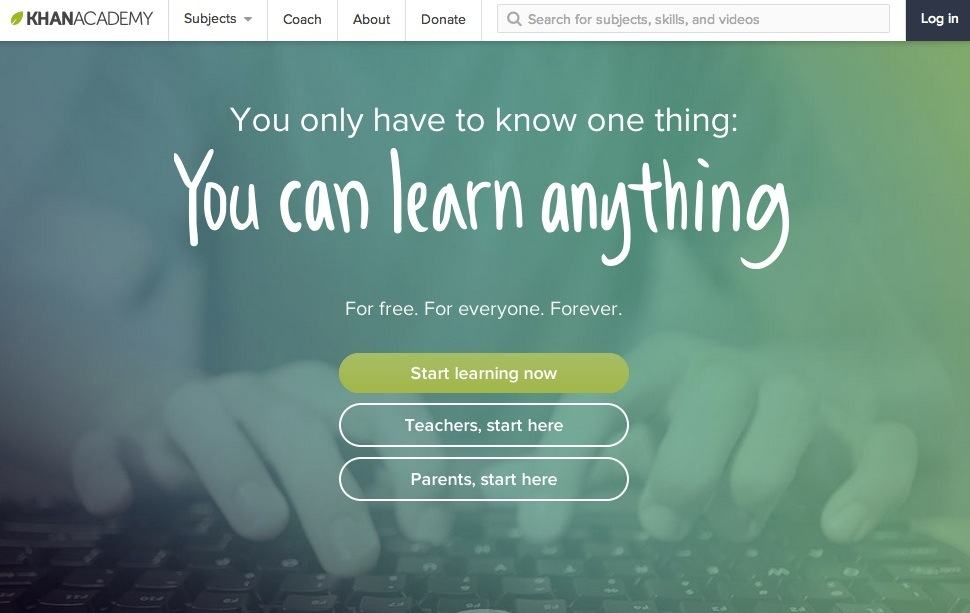 KHANACADEMY
Subjects
Coach
About
Donate
Search for subjects, skills, and videos
Log in
You only have to know one thing:
You can learn anything
For free. For everyone. Forever.
Start learning now
Teachers, start here
Parents, start here